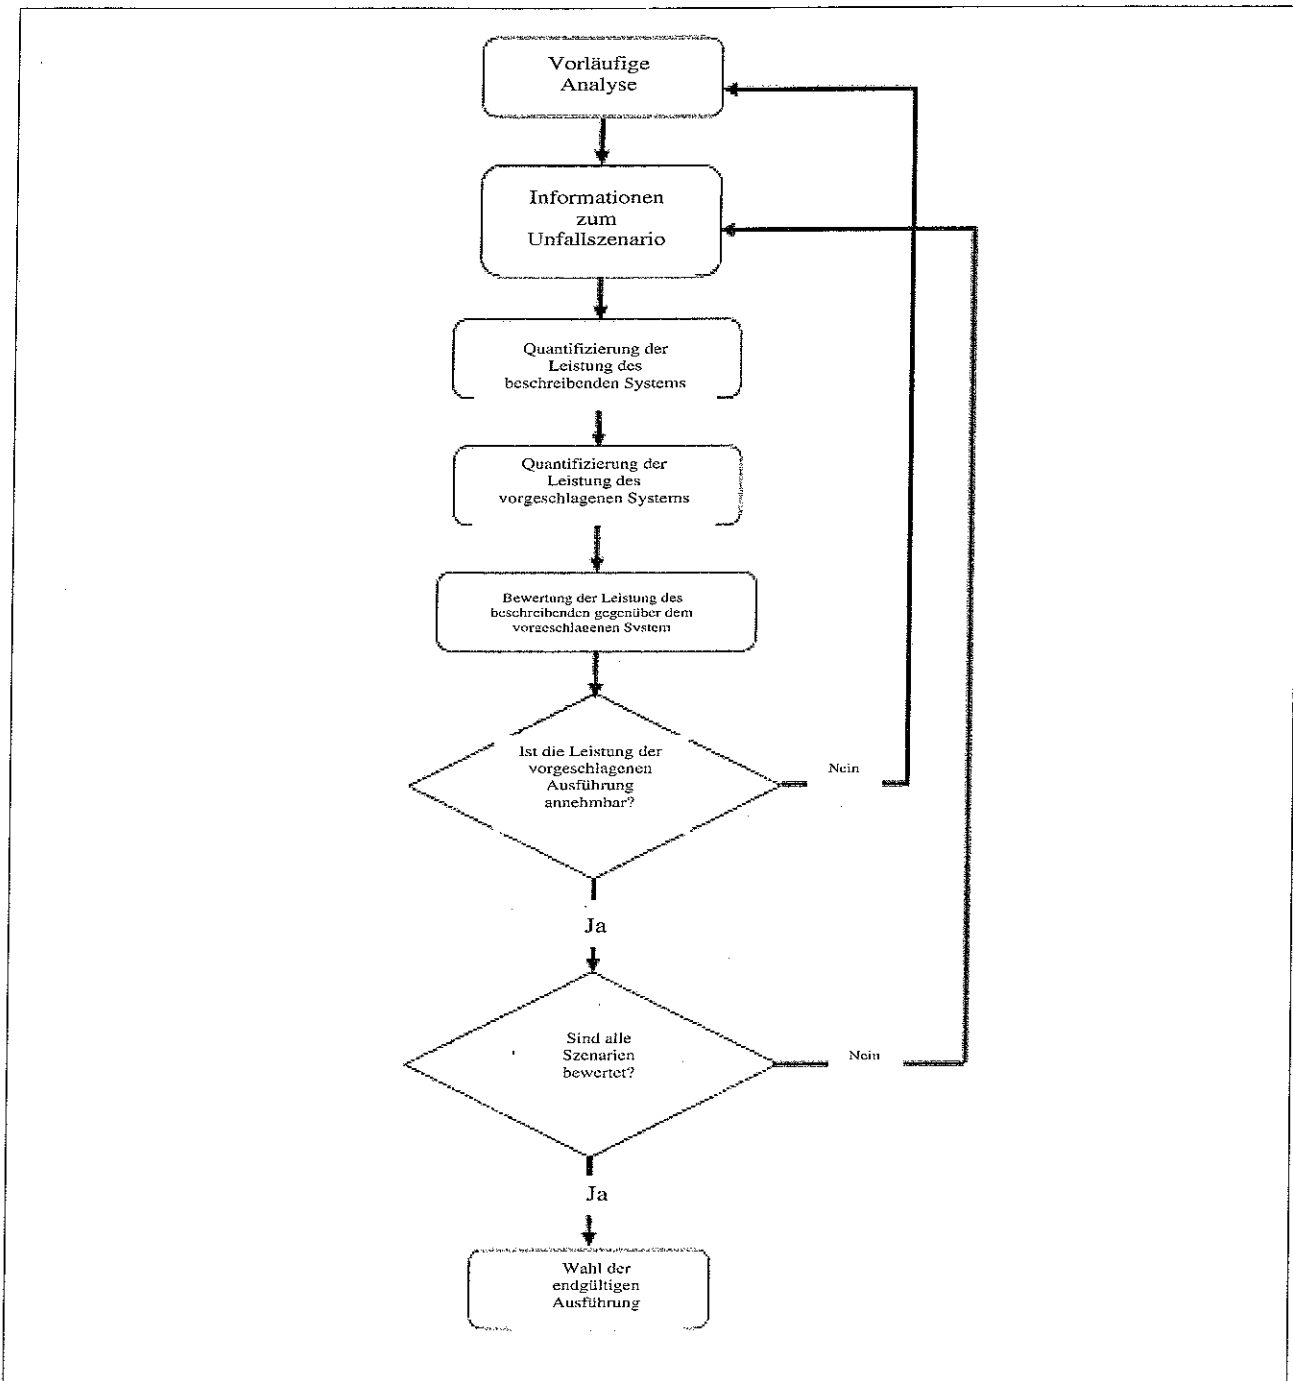 Vorläufige
Analyse
Informationen
zum
Unfallszenario
Quantifizierung der
Leistung des
beschreibenden Systems
Quantifizierung der
Leistung des
vorgeschlagenen Systems
Bewertung der Leistung des
beschreibenden gegenüber dem
vorgeschlagenen System
Ist die Leistung der
vorgeschlagenen
Ausführung
annehmbar?
Nein
Ja
Sind alle
Szenarien
bewertet?
Nein
Ja
Wahl der
endgültigen
Ausführung